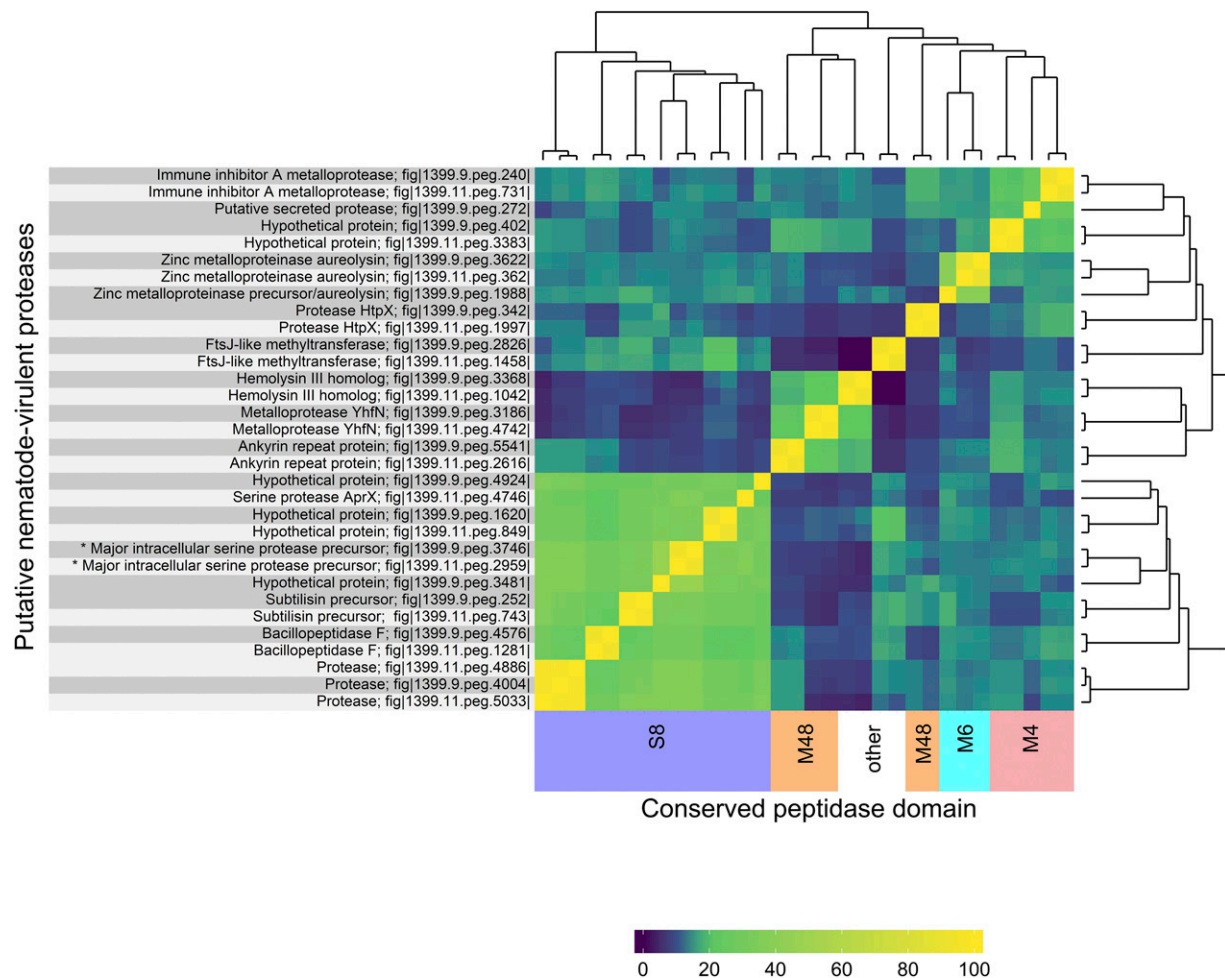 Putative nematode-virulent proteases
Immune inhibitor A metalloprotease; fig|1399.9.peg.240|
Immune inhibitor A metalloprotease; fig|1399.11.peg.731|
Putative secreted protease; fig|1399.9.peg.272|
Hypothetical protein; fig|1399.9.peg.402|
Hypothetical protein; fig|1399.11.peg.3383|
Zinc metalloproteinase aureolysin; fig|1399.9.peg.3622|
Zinc metalloproteinase aureolysin; fig|1399.11.peg.362|
Zinc metalloproteinase precursor/aureolysin; fig|1399.9.peg.1988|
Protease HtpX; fig|1399.9.peg.342|
Protease HtpX; fig|1399.11.peg.1997|
FtsJ-like methyltransferase; fig|1399.9.peg.2826|
FtsJ-like methyltransferase; fig|1399.11.peg.1458|
Hemolysin III homolog; fig|1399.9.peg.3368|
Hemolysin III homolog; fig|1399.11.peg.1042|
Metalloprotease YhfN; fig|1399.9.peg.3186|
Metalloprotease YhfN; fig|1399.11.peg.4742|
Ankyrin repeat protein; fig|1399.9.peg.5541|
Ankyrin repeat protein; fig|1399.11.peg.2616|
Hypothetical protein; fig|1399.9.peg.4924|
Serine protease AprX; fig|1399.11.peg.4746|
Hypothetical protein; fig|1399.9.peg.1620|
Hypothetical protein; fig|1399.11.peg.849|
* Major intracellular serine protease precursor; fig|1399.9.peg.3746|
* Major intracellular serine protease precursor; fig|1399.11.peg.2959|
Hypothetical protein; fig|1399.9.peg.3481|
Subtilisin precursor; fig|1399.9.peg.252|
Subtilisin precursor; fig|1399.11.peg.743|
Bacillopeptidase F; fig|1399.9.peg.4576|
Bacillopeptidase F; fig|1399.11.peg.1281|
Protease; fig|1399.11.peg.4886|
Protease; fig|1399.9.peg.4004|
Protease; fig|1399.11.peg.5033|
S8 M48 other M48 M6 M4
Conserved peptidase domain
0 20 40 60 80 100